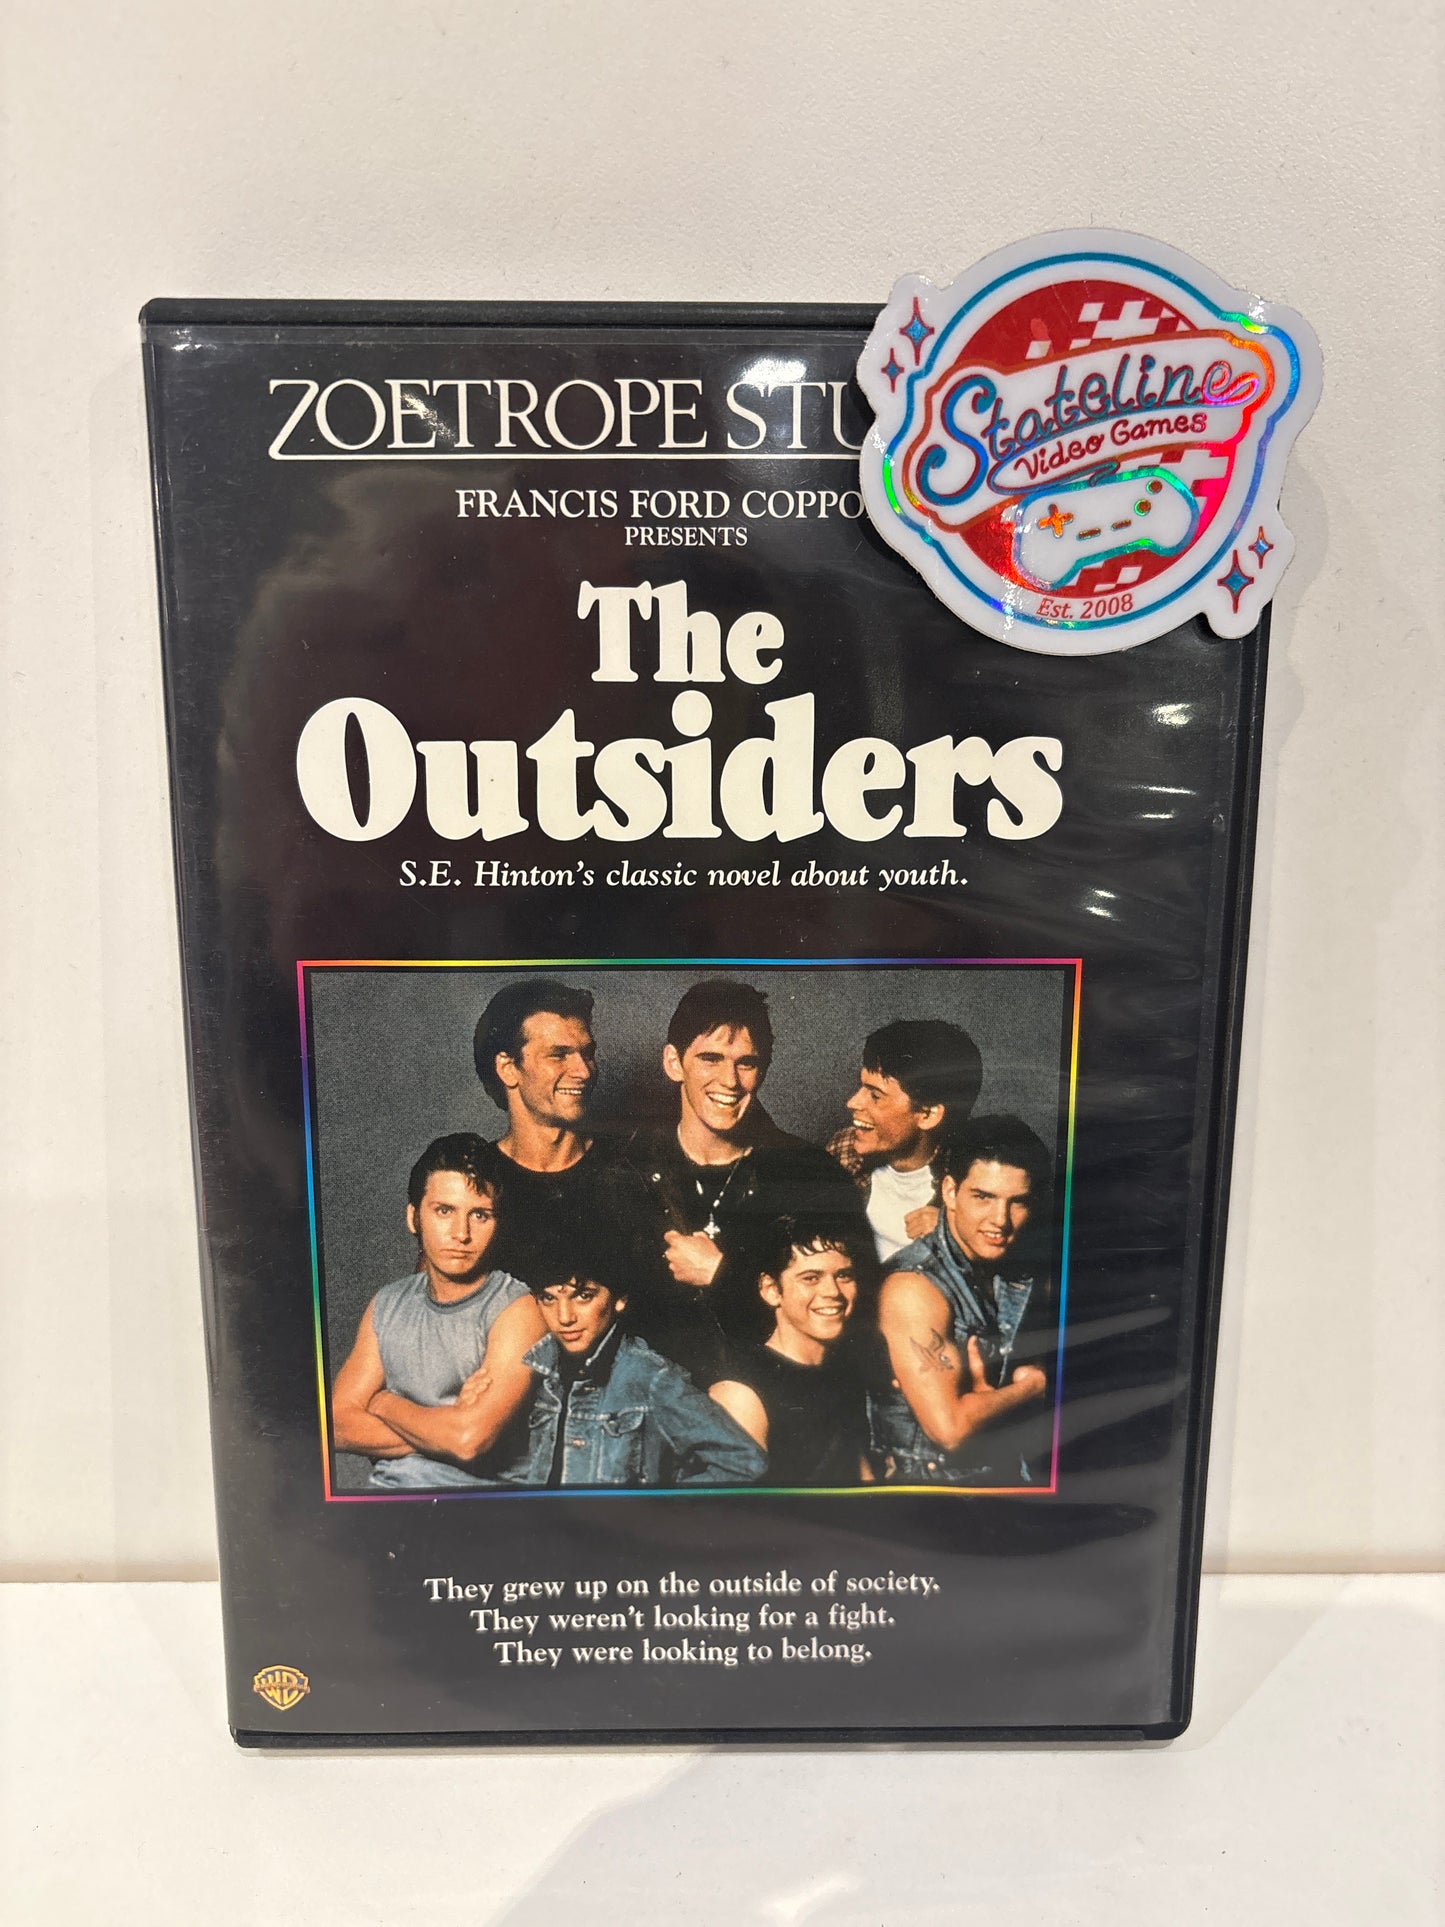 ZOETROPE STU
FRANCIS FORD COPPO
PRESENTS
The
Outsiders
S.E. Hinton's classic novel about youth.
They grew up on the outside of society.
They weren't looking for a fight.
They were looking to belong.
WB
Stateline
Video Games
Est. 2008